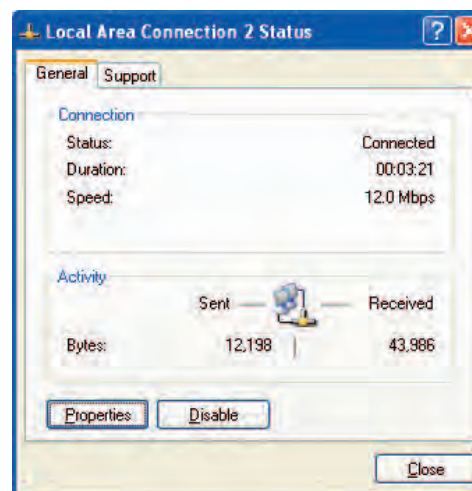 Local Area Connection 2 Status
General Support
Connection
Status: Connected
Duration: 00:03:21
Speed: 12.0 Mbps
Activity
Sent — Received
Bytes: 12,198 | 43,986
Properties Disable
Close